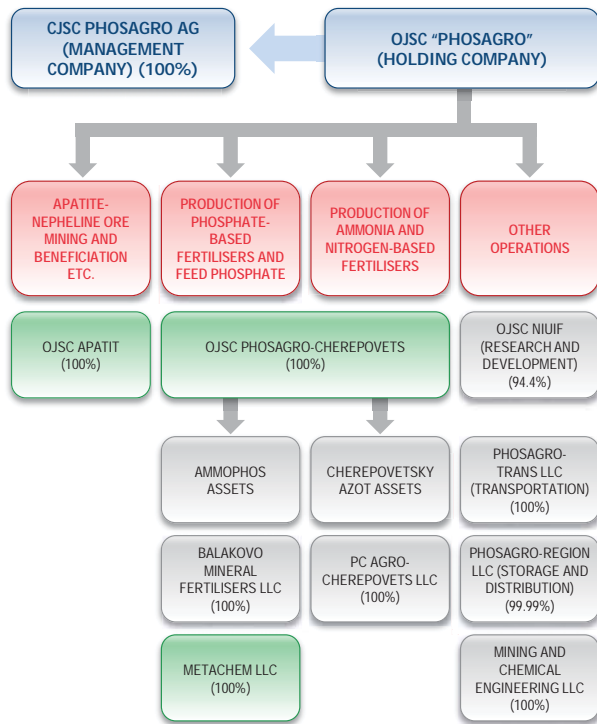 CJSC PHOSAGRO AG
(MANAGEMENT
COMPANY) (100%)
OJSC “PHOSAGRO”
(HOLDING COMPANY)
APATITE-
NEPHELINE ORE
MINING AND
BENEFICIATION
ETC.
PRODUCTION OF
PHOSPHATE-
BASED
FERTILISERS AND
FEED PHOSPHATE
PRODUCTION OF
AMMONIA AND
NITROGEN-BASED
FERTILISERS
OTHER
OPERATIONS
OJSC APATIT
(100%)
OJSC PHOSAGRO-CHEREPOVETS
(100%)
OJSC NIUIF
(RESEARCH AND
DEVELOPMENT)
(94.4%)
AMMOPHOS
ASSETS
CHEREPOVETSKY
AZOT ASSETS
PHOSAGRO-
TRANS LLC
(TRANSPORTATION)
(100%)
BALAKOVO
MINERAL
FERTILISERS LLC
(100%)
PC AGRO-
CHEREPOVETS LLC
(100%)
PHOSAGRO-REGION
LLC (STORAGE AND
DISTRIBUTION)
(99.99%)
METACHEM LLC
(100%)
MINING AND
CHEMICAL
ENGINEERING LLC
(100%)